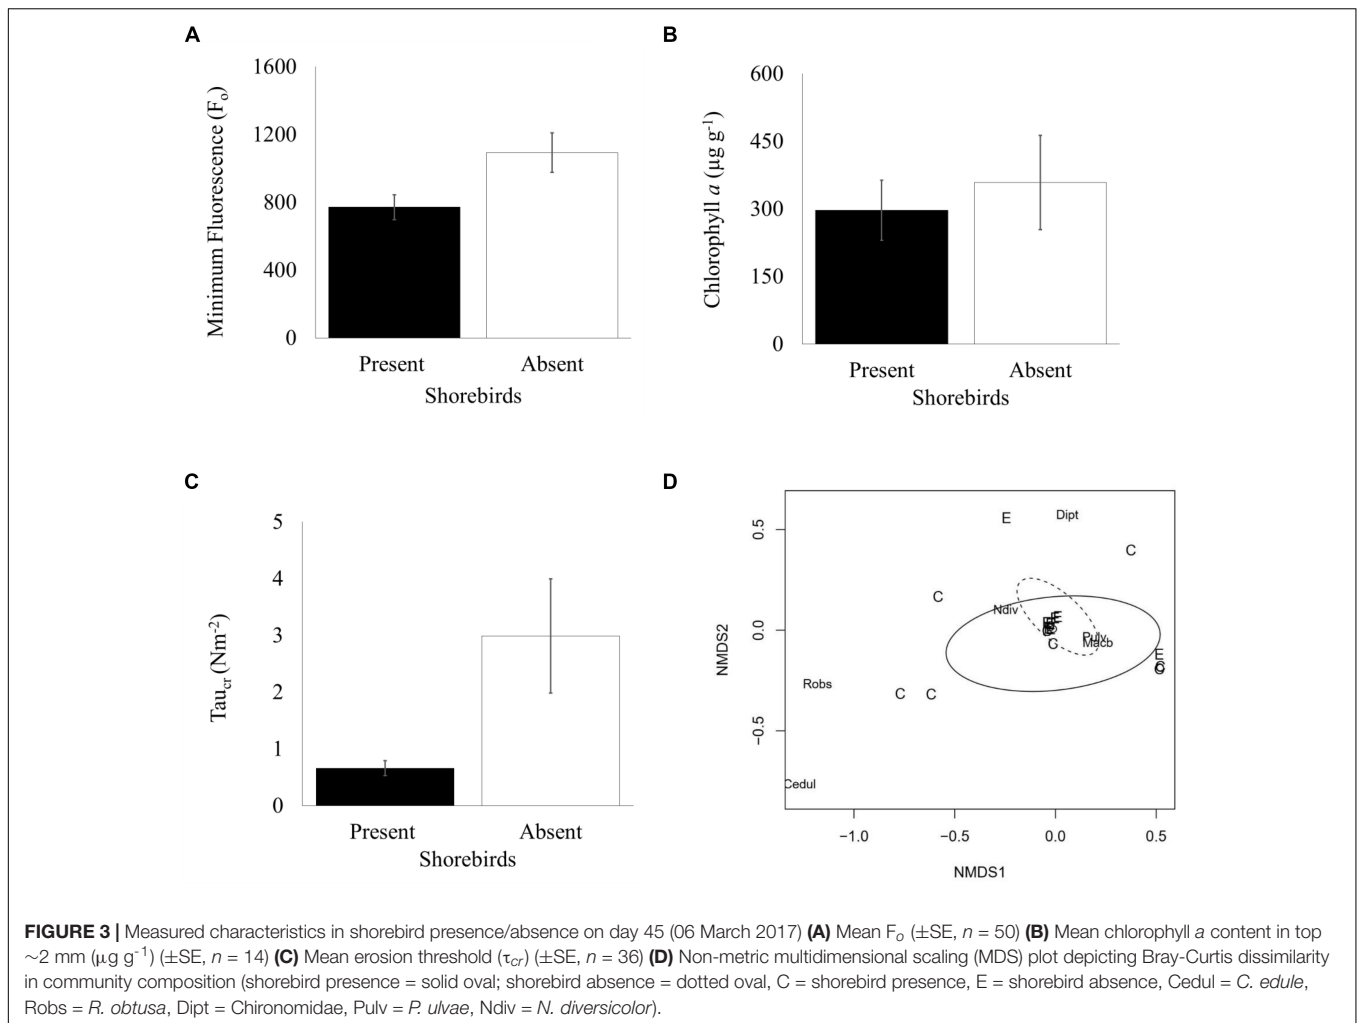 A
1600
1200
800
400
0
Minimum Fluorescence (Fo)
Present Absent
Shorebirds
B
600
450
300
150
0
Chlorophyll a (µg g-1)
Present Absent
Shorebirds
C
5
4
3
2
1
0
Taucr (Nm-2)
Present Absent
Shorebirds
D
0.5
0.0
−0.5
NMDS2
E Dipt
C
C
Ndiv
Pulv
C Macb
E
C
Robs
C C
Cedul
−1.0 −0.5 0.0 0.5
NMDS1
FIGURE 3 | Measured characteristics in shorebird presence/absence on day 45 (06 March 2017) (A) Mean Fo (±SE, n = 50) (B) Mean chlorophyll a content in top
∼2 mm (µg g-1) (±SE, n = 14) (C) Mean erosion threshold (τcr) (±SE, n = 36) (D) Non-metric multidimensional scaling (MDS) plot depicting Bray-Curtis dissimilarity
in community composition (shorebird presence = solid oval; shorebird absence = dotted oval, C = shorebird presence, E = shorebird absence, Cedul = C. edule,
Robs = R. obtusa, Dipt = Chironomidae, Pulv = P. ulvae, Ndiv = N. diversicolor).